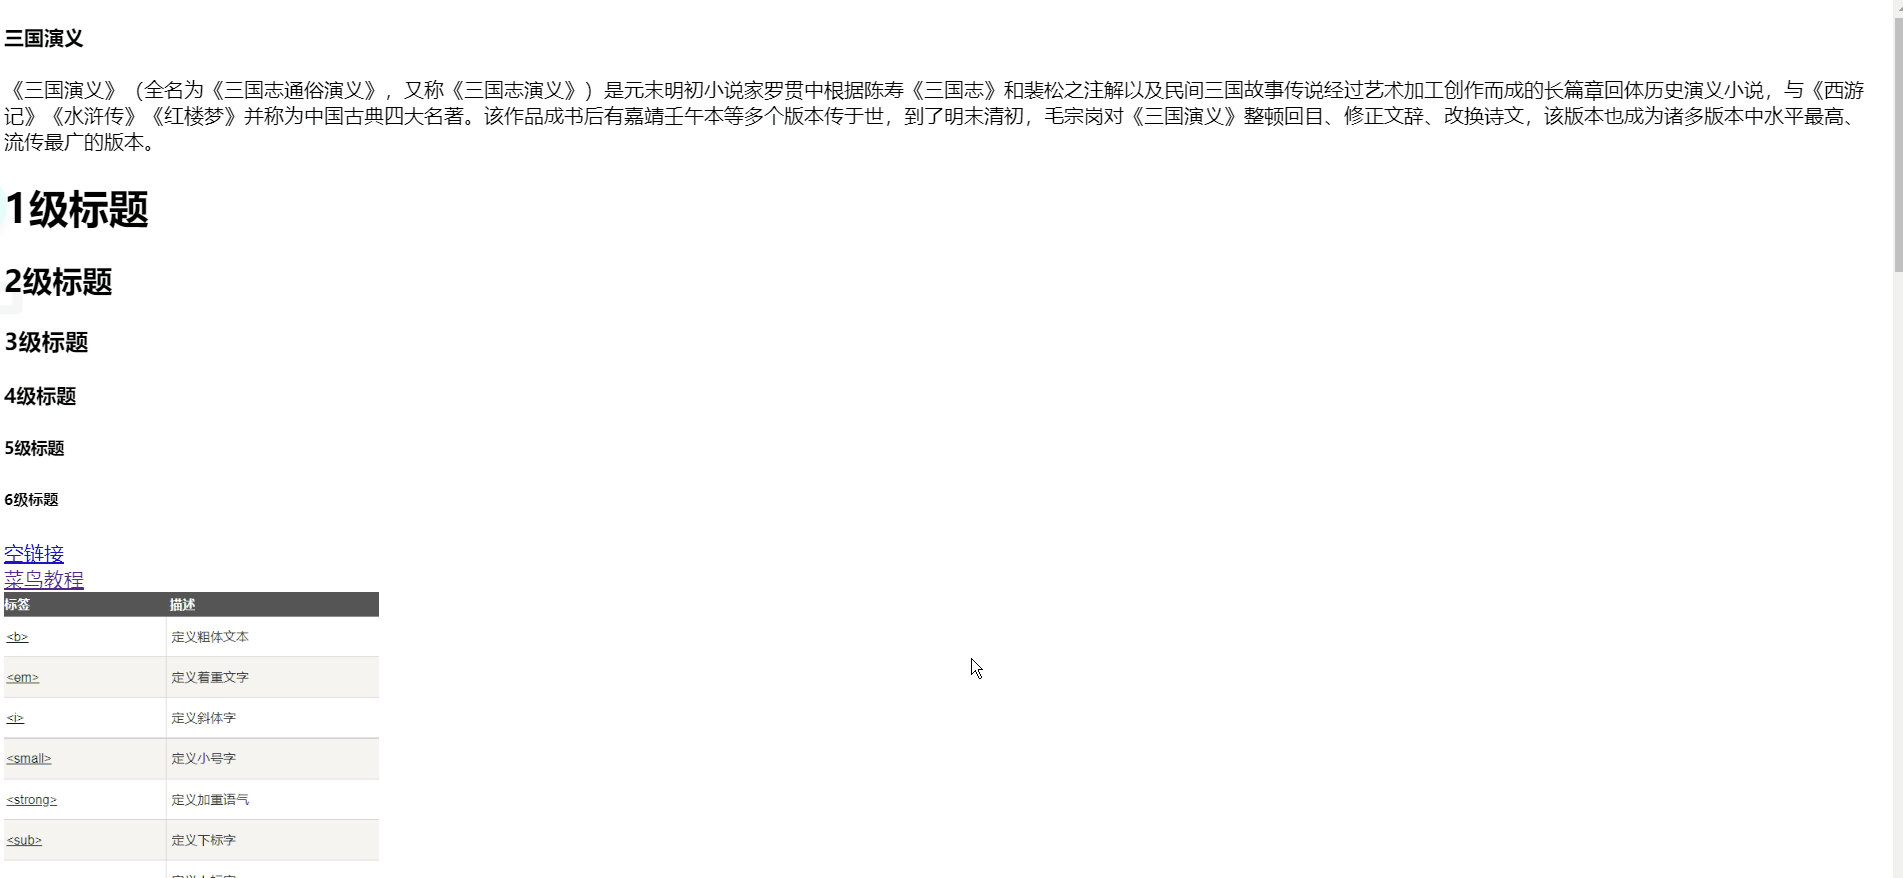 三国演义
《三国演义》（全名为《三国志通俗演义》，又称《三国志演义》）是元末明初小说家罗贯中根据陈寿《三国志》和裴松之注解以及民间三国故事传说经过艺术加工创作而成的长篇章回体历史演义小说，与《西游
记》《水浒传》《红楼梦》并称为中国古典四大名著。该作品成书后有嘉靖壬午本等多个版本传于世，到了明末清初，毛宗岗对《三国演义》整顿回目、修正文辞、改换诗文，该版本也成为诸多版本中水平最高、
流传最广的版本。
1级标题
2级标题
3级标题
4级标题
5级标题
6级标题
空链接
菜鸟教程
标签 描述
<b> 定义粗体文本
<em> 定义着重文字
<i> 定义斜体字
<small> 定义小号字
<strong> 定义加重语气
<sub> 定义下标字